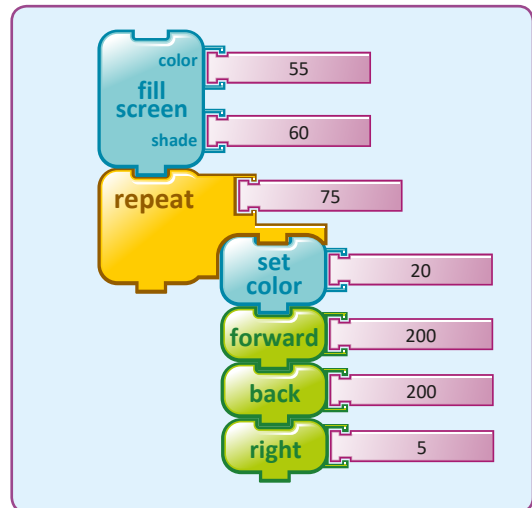 color
55
fill
screen
shade
60
repeat
75
set
color
20
forward
200
back
200
right
5